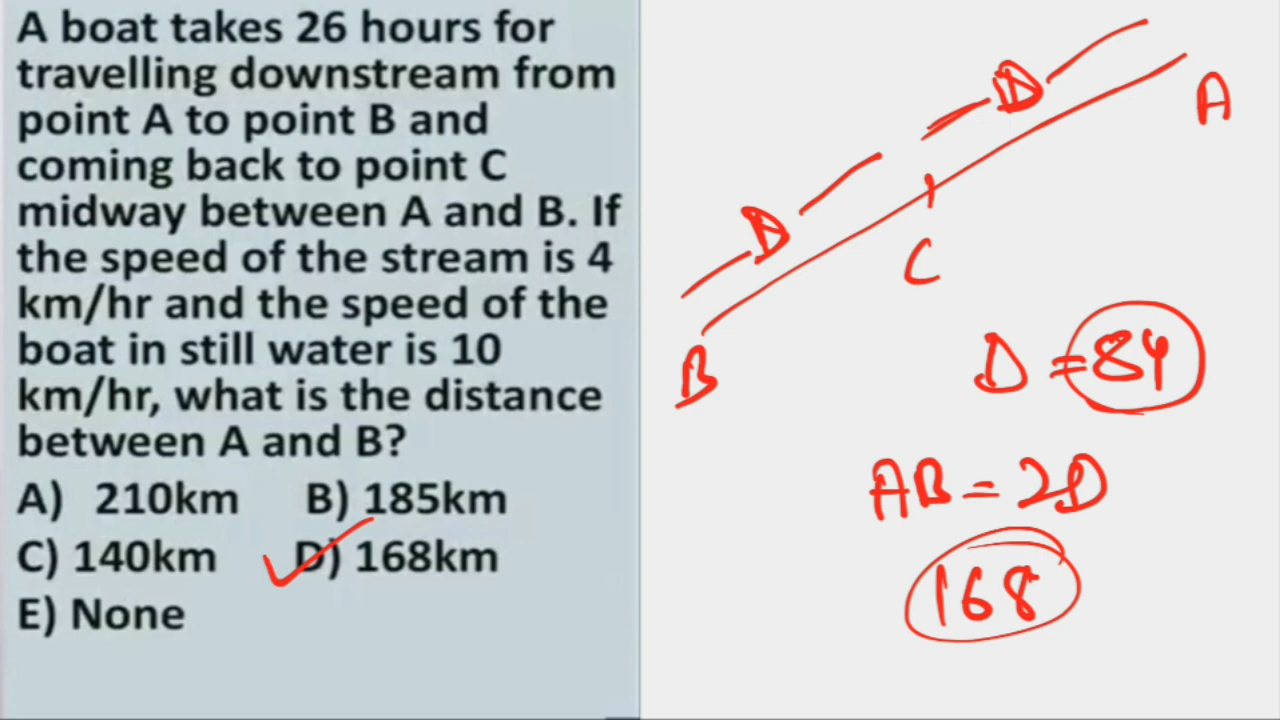 A boat takes 26 hours for
travelling downstream from
point A to point B and
coming back to point C
midway between A and B. If
the speed of the stream is 4
km/hr and the speed of the
boat in still water is 10
km/hr, what is the distance
between A and B?
A) 210km B) 185km
C) 140km D) 168km
E) None
D
A
D
C
B
D = 84
AB = 2D
168